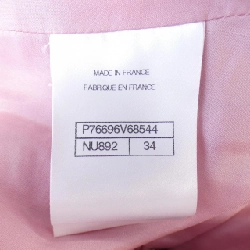 MADE IN FRANCE
FABRIQUE EN FRANCE
P76696V68544
NU892 34